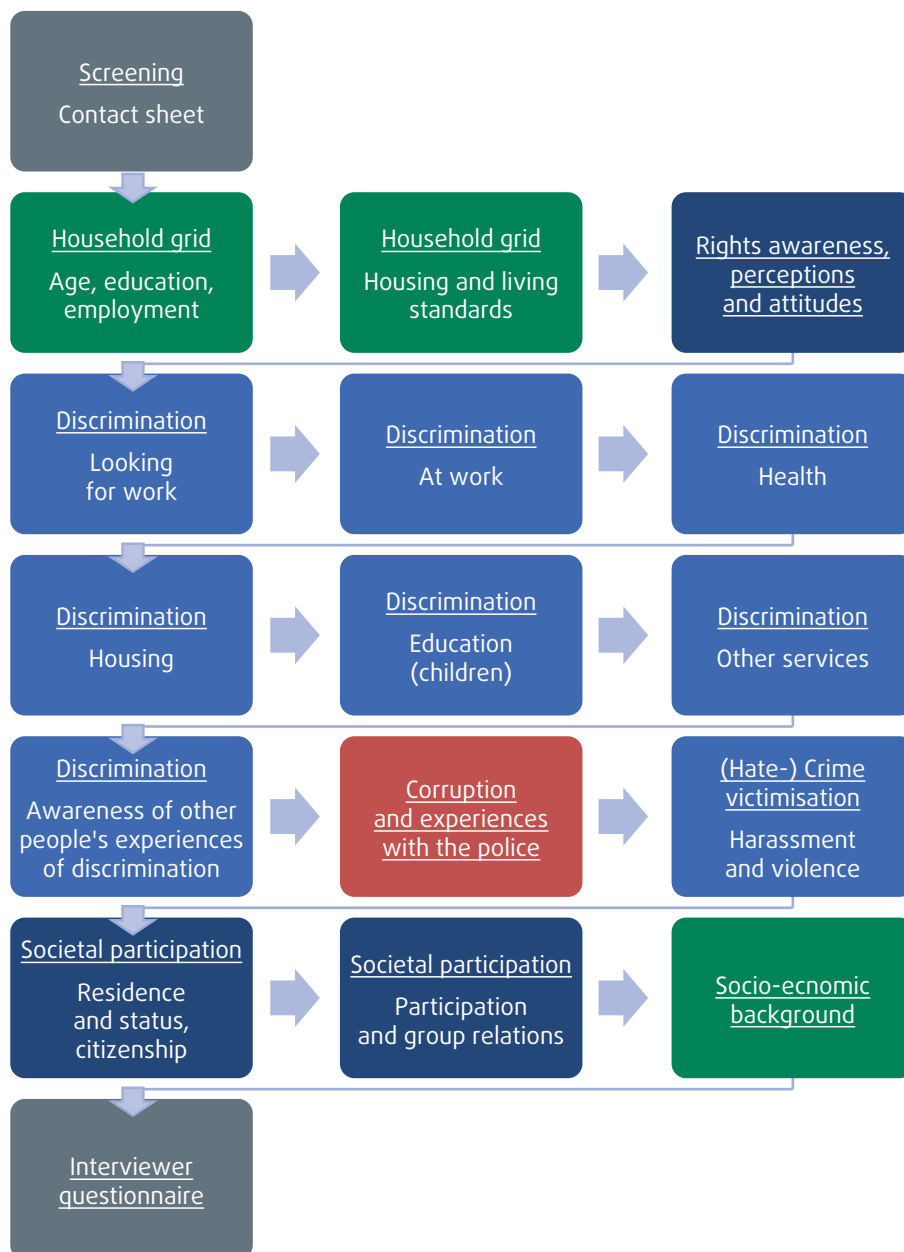 Screening
Contact sheet
Household grid
Age, education,
employment
Household grid
Housing and living
standards
Rights awareness,
perceptions
and attitudes
Discrimination
Looking
for work
Discrimination
At work
Discrimination
Health
Discrimination
Housing
Discrimination
Education
(children)
Discrimination
Other services
Discrimination
Awareness of other
people's experiences
of discrimination
Corruption
and experiences
with the police
(Hate-) Crime
victimisation
Harassment
and violence
Societal participation
Residence
and status,
citizenship
Societal participation
Participation
and group relations
Socio-ecnomic
background
Interviewer
questionnaire